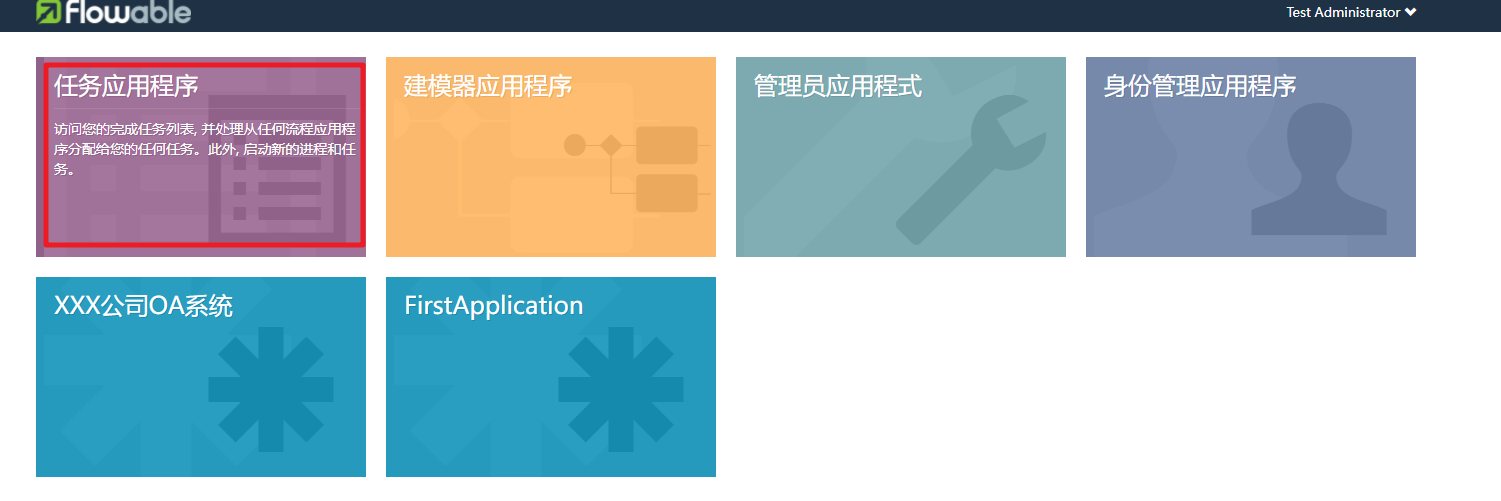 Flowable
Test Administrator
任务应用程序
访问您的完成任务列表, 并处理从任何流程应用程
序分配给您的任何任务。此外, 启动新的进程和任
务。
建模器应用程序
管理员应用程式
身份管理应用程序
XXX公司OA系统
FirstApplication